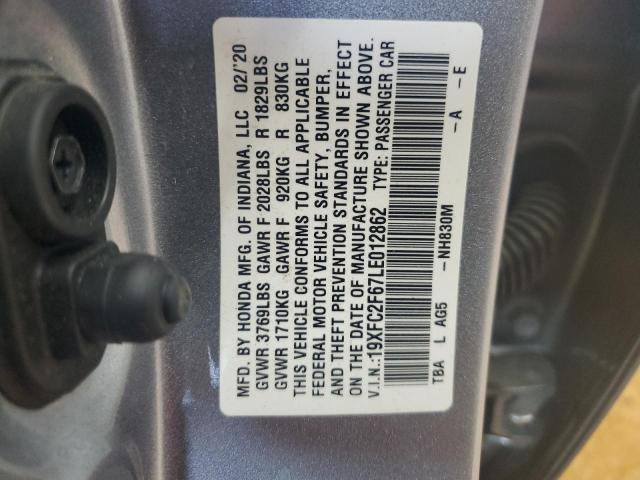 MFD. BY HONDA MFG. OF INDIANA, LLC 02/'20
GVWR 3769LBS GAWR F 2028LBS R 1829LBS
GVWR 1710KG GAWR F 920KG R 830KG
THIS VEHICLE CONFORMS TO ALL APPLICABLE
FEDERAL MOTOR VEHICLE SAFETY, BUMPER,
AND THEFT PREVENTION STANDARDS IN EFFECT
ON THE DATE OF MANUFACTURE SHOWN ABOVE.
V.I.N.:19XFC2F67LE012862 TYPE: PASSENGER CAR
TBA L AG5 -NH830M -A -E